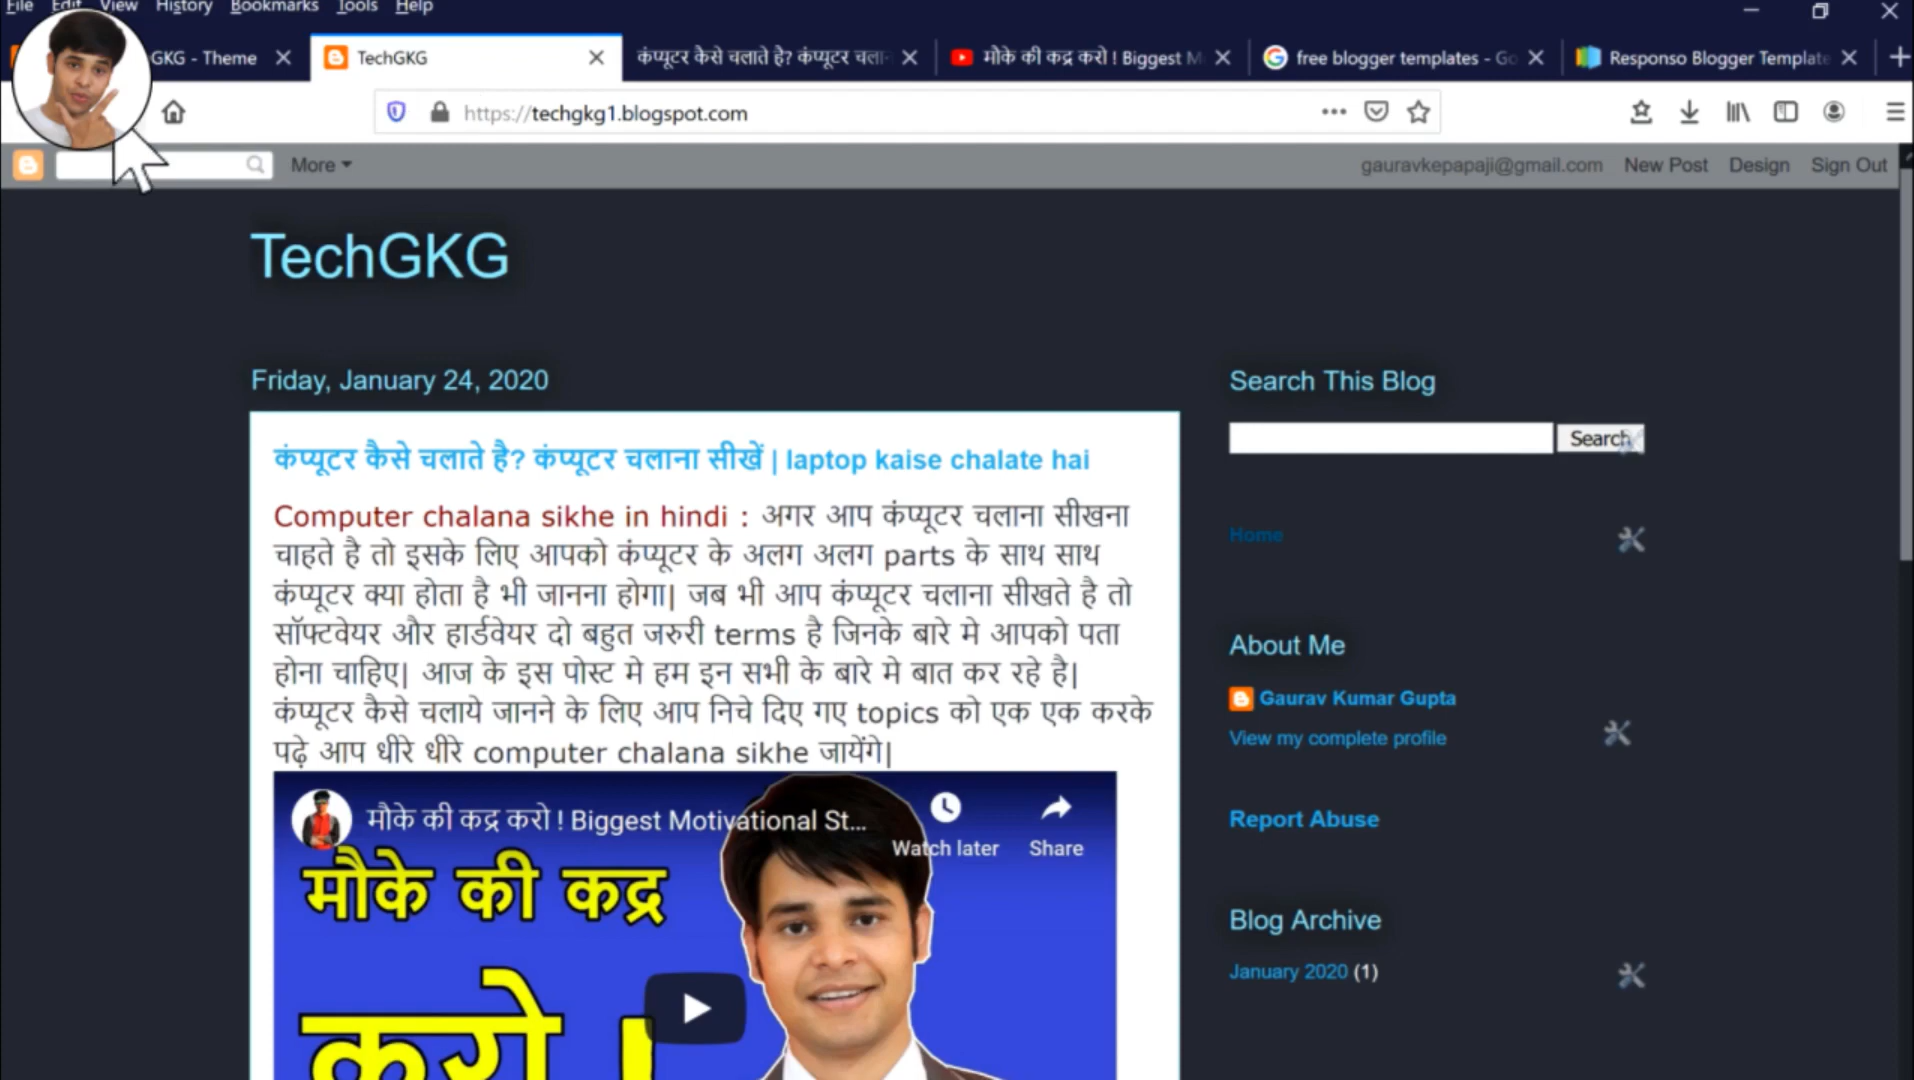 File Edit View History Bookmarks Tools Help
GKG - Theme
TechGKG
कंप्यूटर कैसे चलाते है? कंप्यूटर चला
मौके की कद्र करो ! Biggest M
free blogger templates - Go
Responso Blogger Template
https://techgkg1.blogspot.com
More
gauravkepapaji@gmail.com New Post Design Sign Out
TechGKG
Friday, January 24, 2020
कंप्यूटर कैसे चलाते है? कंप्यूटर चलाना सीखें | laptop kaise chalate hai
Computer chalana sikhe in hindi : अगर आप कंप्यूटर चलाना सीखना
चाहते है तो इसके लिए आपको कंप्यूटर के अलग अलग parts के साथ साथ
कंप्यूटर क्या होता है भी जानना होगा| जब भी आप कंप्यूटर चलाना सीखते है तो
सॉफ्टवेयर और हार्डवेयर दो बहुत जरुरी terms है जिनके बारे मे आपको पता
होना चाहिए| आज के इस पोस्ट मे हम इन सभी के बारे मे बात कर रहे है|
कंप्यूटर कैसे चलाये जानने के लिए आप निचे दिए गए topics को एक एक करके
पढ़े आप धीरे धीरे computer chalana sikhe जायेंगे|
मौके की कद्र करो ! Biggest Motivational St...
Watch later Share
मौके की कद्र
करो !
Search This Blog
Search
Home
About Me
Gaurav Kumar Gupta
View my complete profile
Report Abuse
Blog Archive
January 2020 (1)